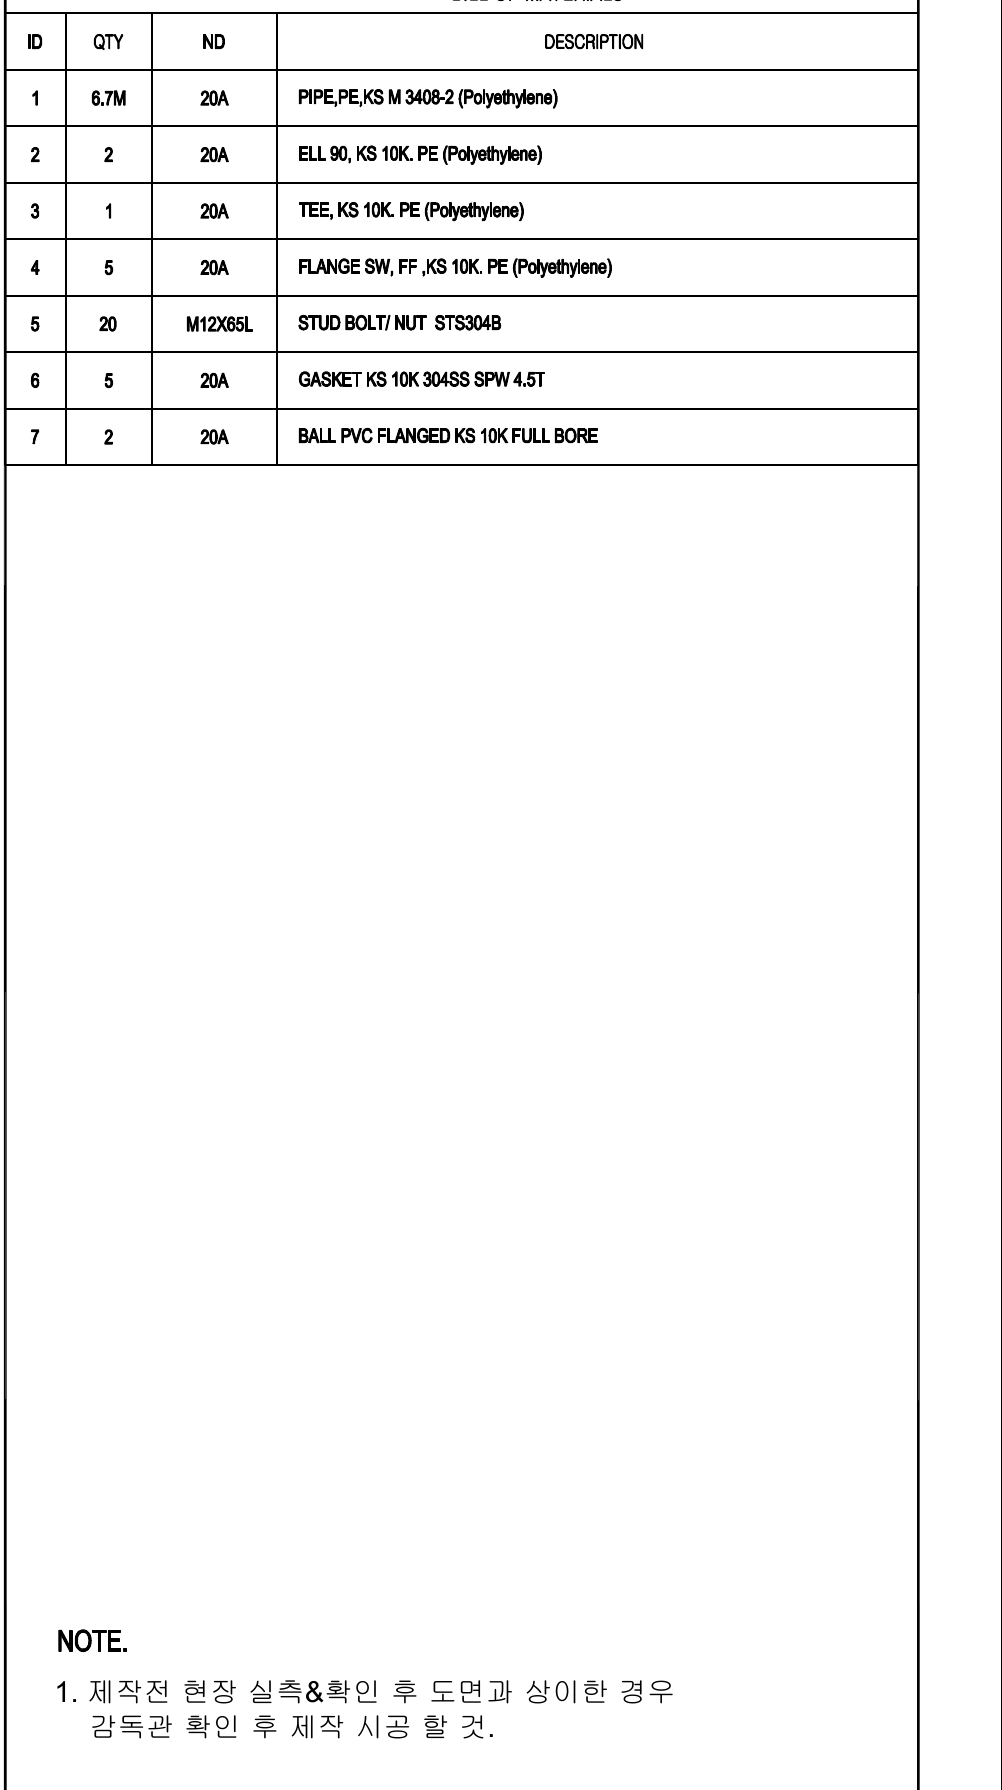 ID QTY ND DESCRIPTION
1 6.7M 20A PIPE,PE,KS M 3408-2 (Polyethylene)
2 2 20A ELL 90, KS 10K. PE (Polyethylene)
3 1 20A TEE, KS 10K. PE (Polyethylene)
4 5 20A FLANGE SW, FF ,KS 10K. PE (Polyethylene)
5 20 M12X65L STUD BOLT/ NUT STS304B
6 5 20A GASKET KS 10K 304SS SPW 4.5T
7 2 20A BALL PVC FLANGED KS 10K FULL BORE
NOTE.
1. 제작전 현장 실측&확인 후 도면과 상이한 경우
감독관 확인 후 제작 시공 할 것.